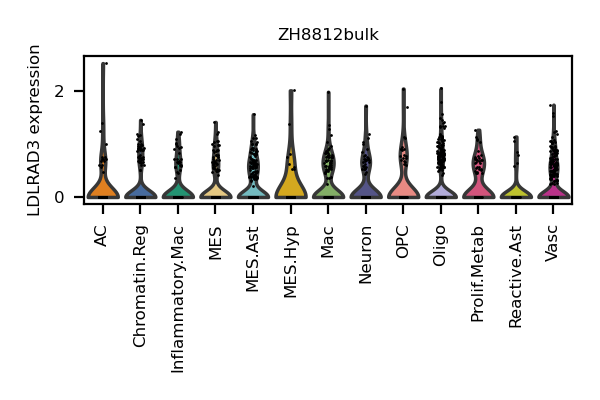 ZH8812bulk
LDLRAD3 expression
2
0
AC
Chromatin.Reg
Inflammatory.Mac
MES
MES.Ast
MES.Hyp
Mac
Neuron
OPC
Oligo
Prolif.Metab
Reactive.Ast
Vasc